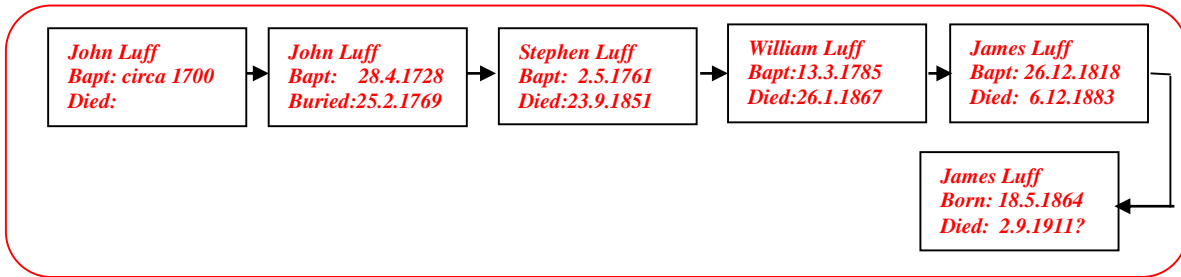 John Luff
Bapt: circa 1700
Died:
John Luff
Bapt: 28.4.1728
Buried:25.2.1769
Stephen Luff
Bapt: 2.5.1761
Died:23.9.1851
William Luff
Bapt:13.3.1785
Died:26.1.1867
James Luff
Bapt: 26.12.1818
Died: 6.12.1883
James Luff
Born: 18.5.1864
Died: 2.9.1911?